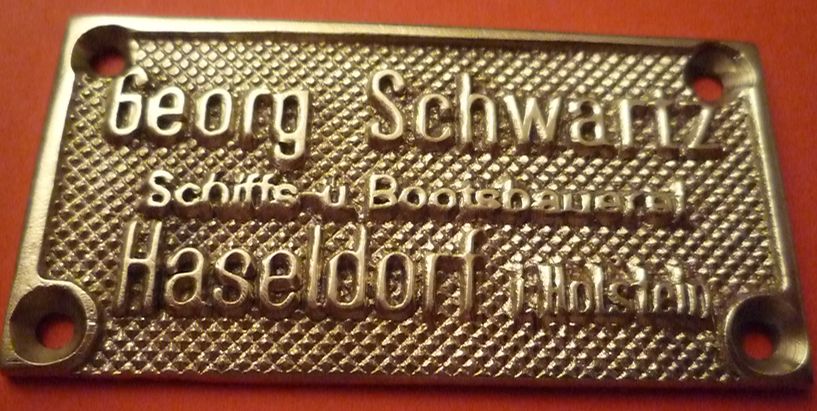 Georg Schwartz
Schiffs- u. Bootsbauerei
Haseldorf i. Holstein